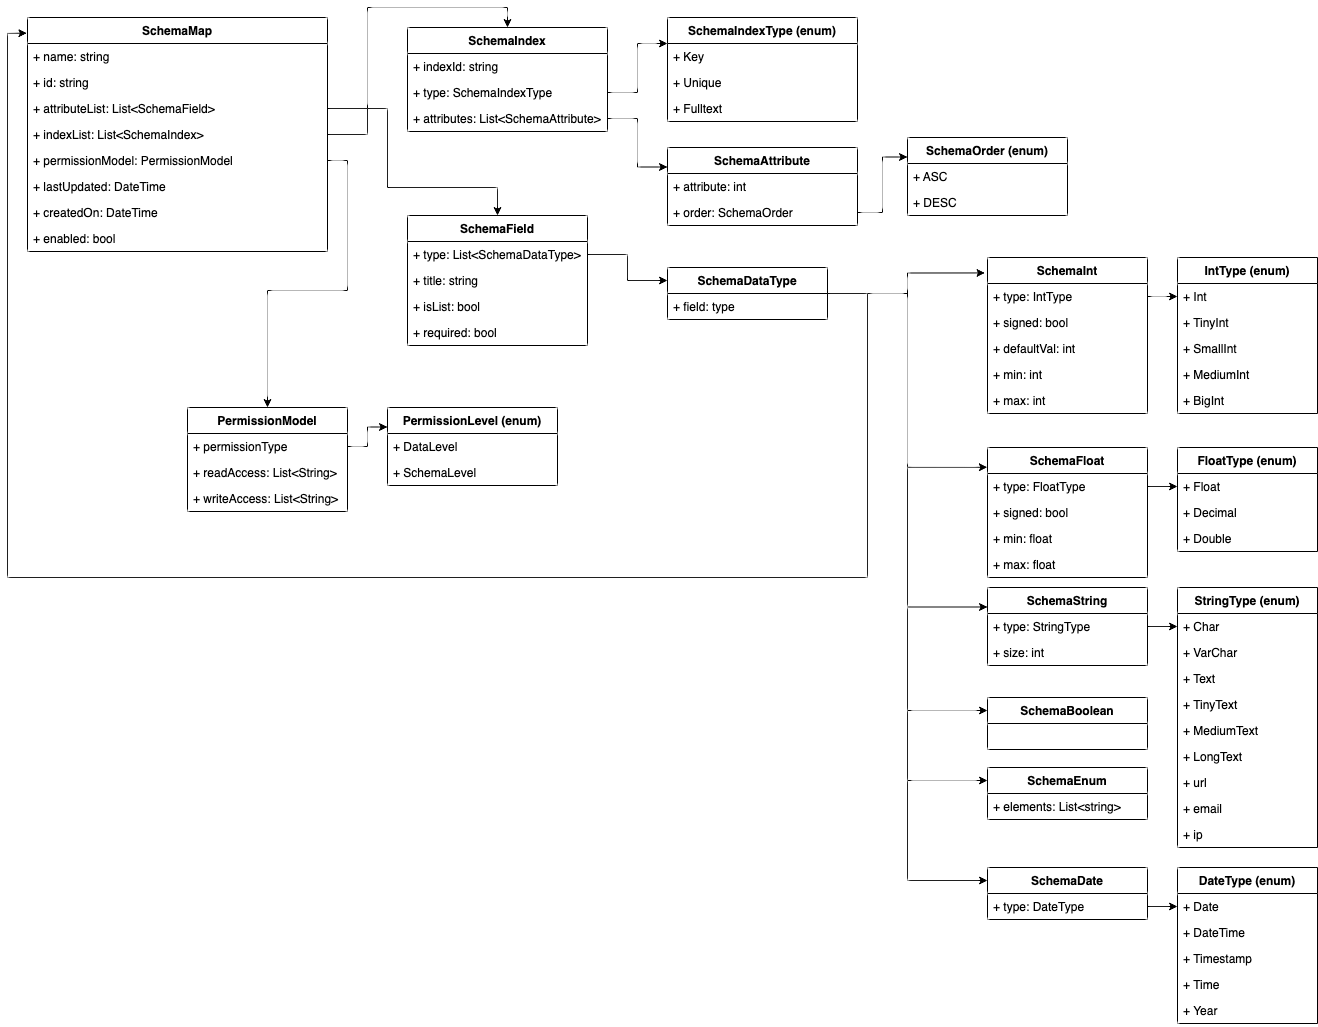 SchemaMap
+ name: string
+ id: string
+ attributeList: List<SchemaField>
+ indexList: List<SchemaIndex>
+ permissionModel: PermissionModel
+ lastUpdated: DateTime
+ createdOn: DateTime
+ enabled: bool
SchemaIndex
+ indexId: string
+ type: SchemaIndexType
+ attributes: List<SchemaAttribute>
SchemaIndexType (enum)
+ Key
+ Unique
+ Fulltext
SchemaAttribute
+ attribute: int
+ order: SchemaOrder
SchemaOrder (enum)
+ ASC
+ DESC
SchemaField
+ type: List<SchemaDataType>
+ title: string
+ isList: bool
+ required: bool
SchemaDataType
+ field: type
PermissionModel
+ permissionType
+ readAccess: List<String>
+ writeAccess: List<String>
PermissionLevel (enum)
+ DataLevel
+ SchemaLevel
SchemaInt
+ type: IntType
+ signed: bool
+ defaultVal: int
+ min: int
+ max: int
IntType (enum)
+ Int
+ TinyInt
+ SmallInt
+ MediumInt
+ BigInt
SchemaFloat
+ type: FloatType
+ signed: bool
+ min: float
+ max: float
FloatType (enum)
+ Float
+ Decimal
+ Double
SchemaString
+ type: StringType
+ size: int
StringType (enum)
+ Char
+ VarChar
+ Text
+ TinyText
+ MediumText
+ LongText
+ url
+ email
+ ip
SchemaBoolean
SchemaEnum
+ elements: List<string>
SchemaDate
+ type: DateType
DateType (enum)
+ Date
+ DateTime
+ Timestamp
+ Time
+ Year